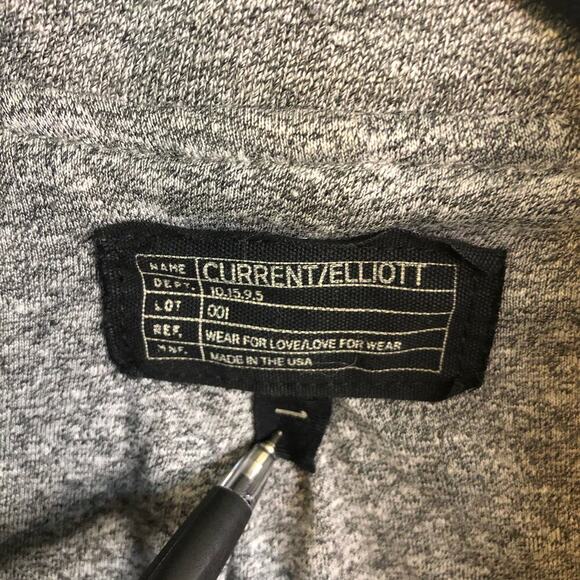 NAME CURRENT/ELLIOTT
DEPT. 10.15.9.5
LOT 001
REF. WEAR FOR LOVE/LOVE FOR WEAR
MNF. MADE IN THE USA
1